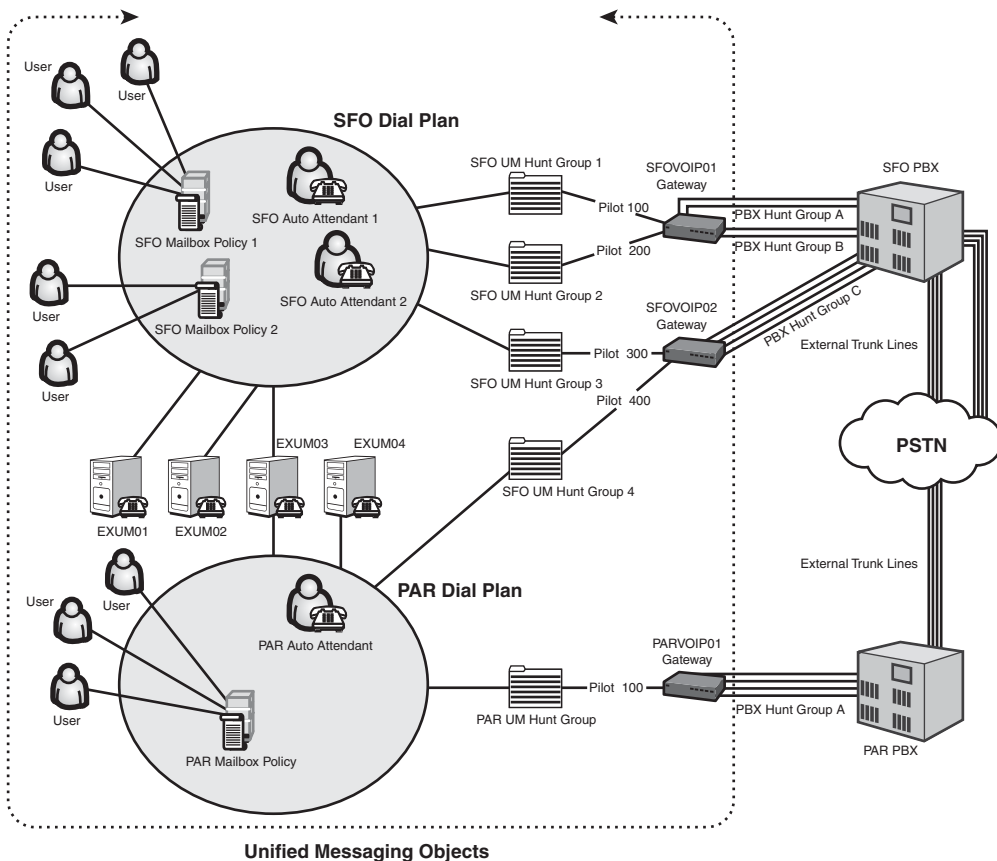 User
User
User
SFO Dial Plan
SFO Auto Attendant 1
SFO Mailbox Policy 1
SFO Auto Attendant 2
SFO Mailbox Policy 2
User
User
SFO UM Hunt Group 1
Pilot 100
SFO UM Hunt Group 2
Pilot 200
SFO UM Hunt Group 3
Pilot 300
Pilot 400
SFO UM Hunt Group 4
SFOVOIP01
Gateway
SFOVOIP02
Gateway
PBX Hunt Group A
PBX Hunt Group B
PBX Hunt Group C
SFO PBX
External Trunk Lines
PSTN
External Trunk Lines
EXUM01
EXUM02
EXUM03
EXUM04
User
User
User
PAR Dial Plan
PAR Auto Attendant
PAR Mailbox Policy
PAR UM Hunt Group
Pilot 100
PARVOIP01
Gateway
PBX Hunt Group A
PAR PBX
Unified Messaging Objects